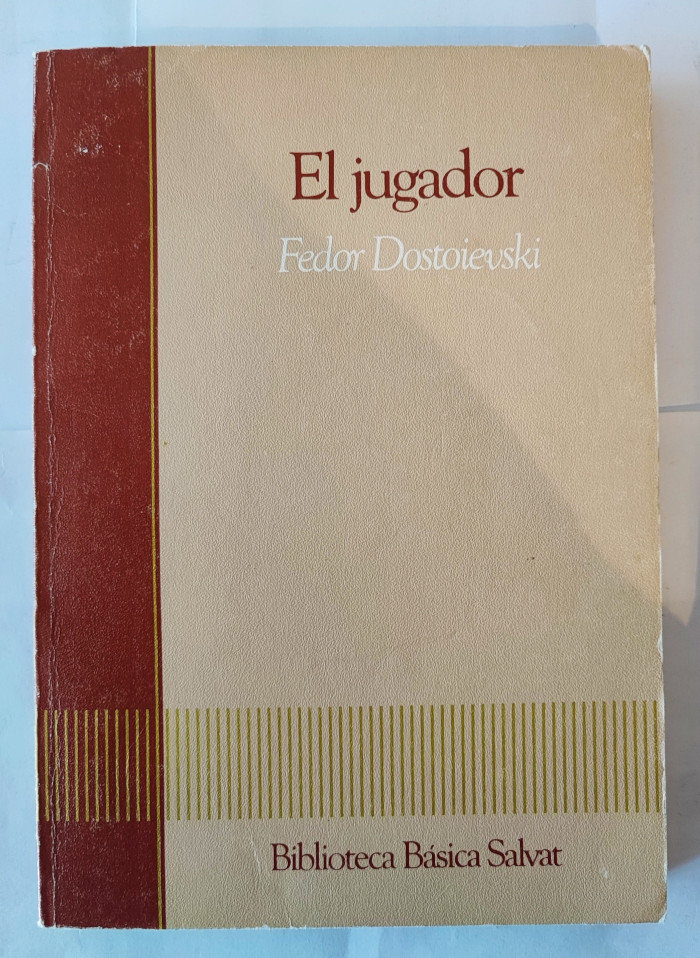 El jugador
Fedor Dostoievski
Biblioteca Básica Salvat